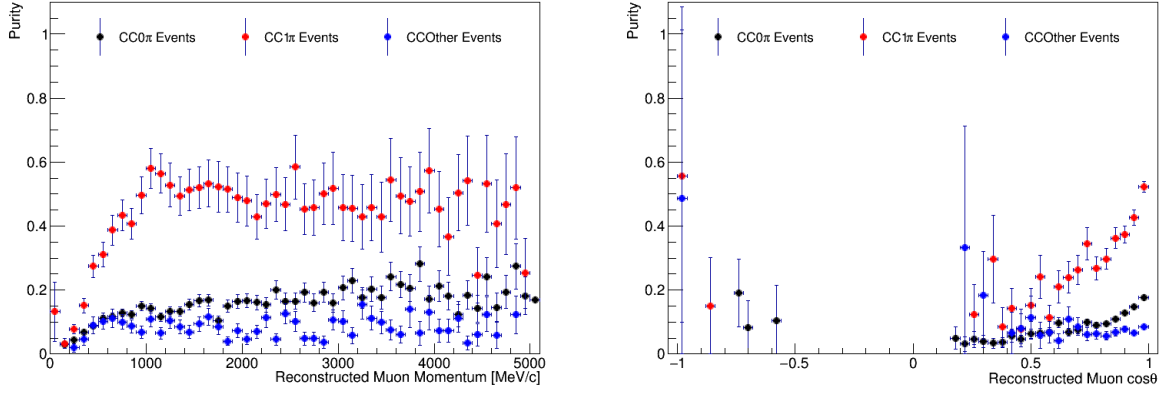 Purity
CC0π Events CC1π Events CCOther Events
1
0.8
0.6
0.4
0.2
0
0 1000 2000 3000 4000 5000
Reconstructed Muon Momentum [MeV/c]
Purity
CC0π Events CC1π Events CCOther Events
1
0.8
0.6
0.4
0.2
0
−1 −0.5 0 0.5 1
Reconstructed Muon cosθ